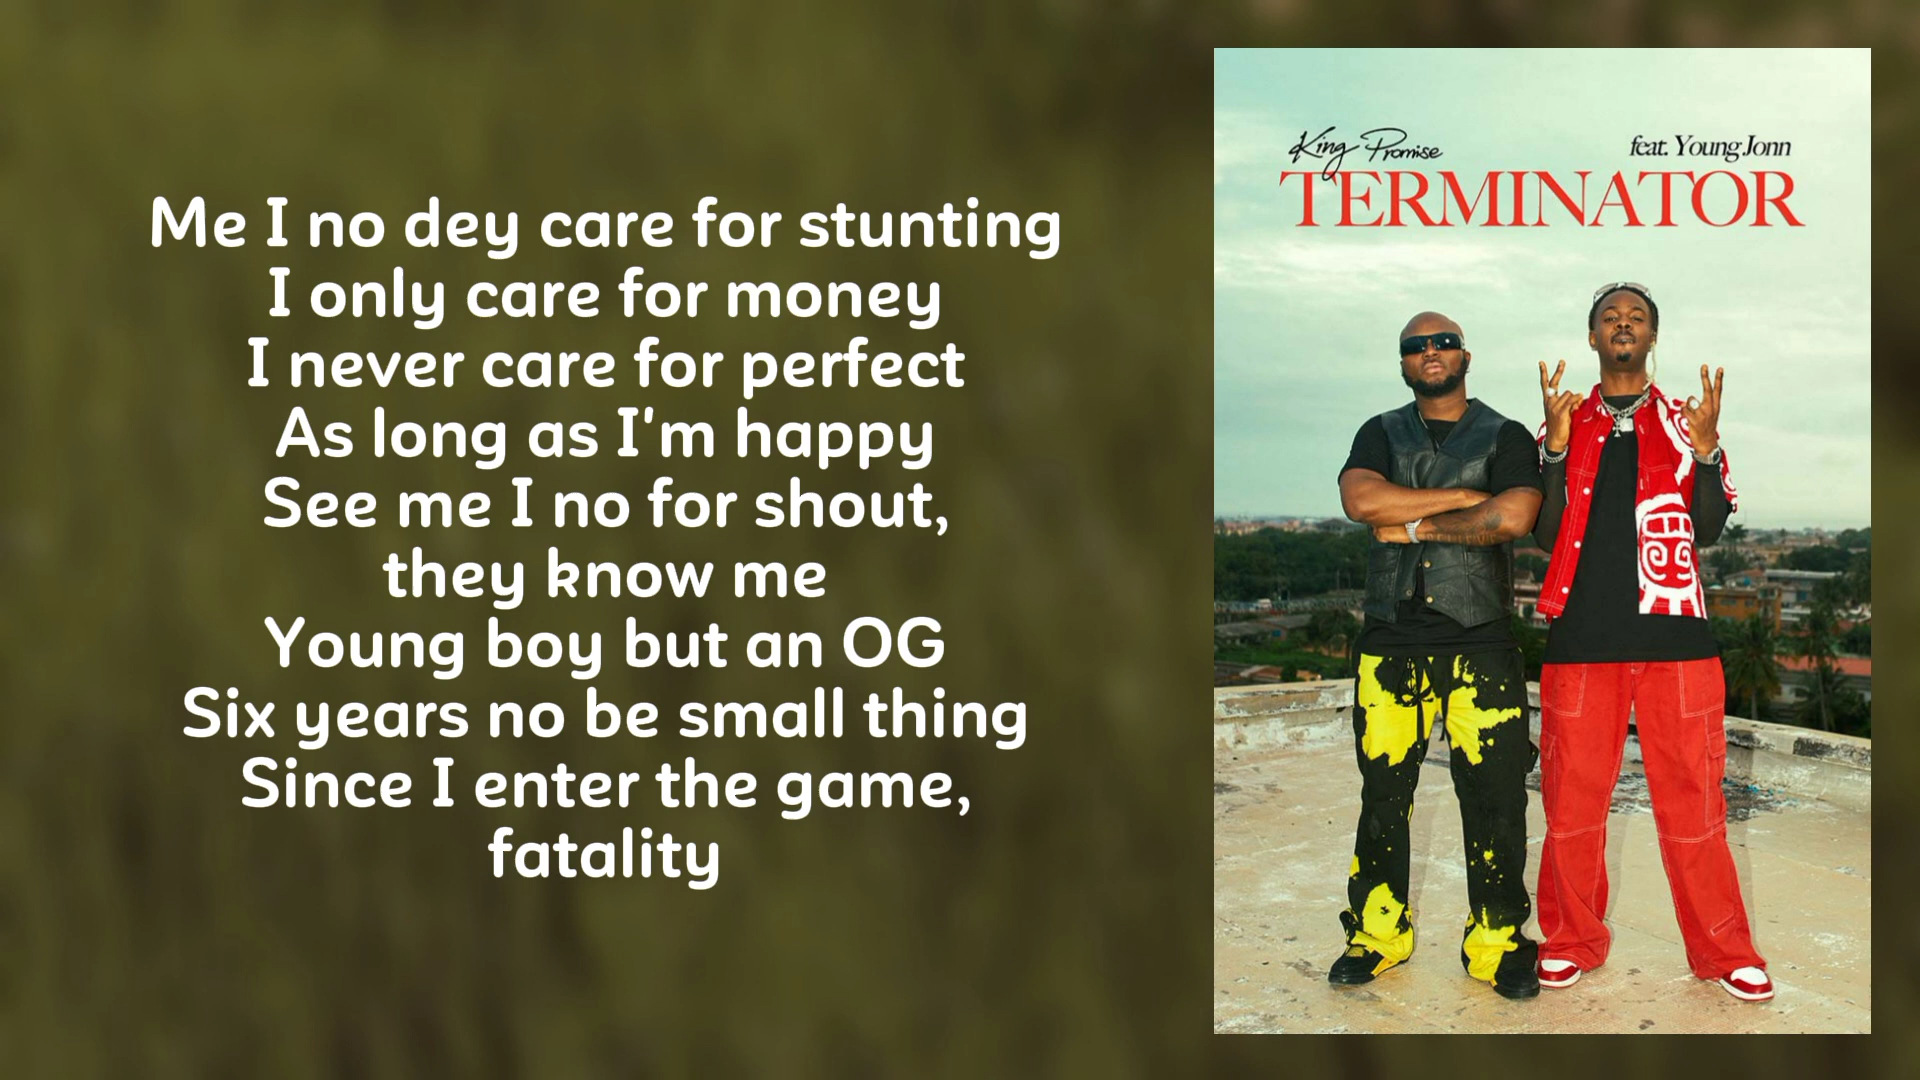 Me I no dey care for stunting
I only care for money
I never care for perfect
As long as I'm happy
See me I no for shout,
they know me
Young boy but an OG
Six years no be small thing
Since I enter the game,
fatality
King Promise
feat. Young Jonn
TERMINATOR